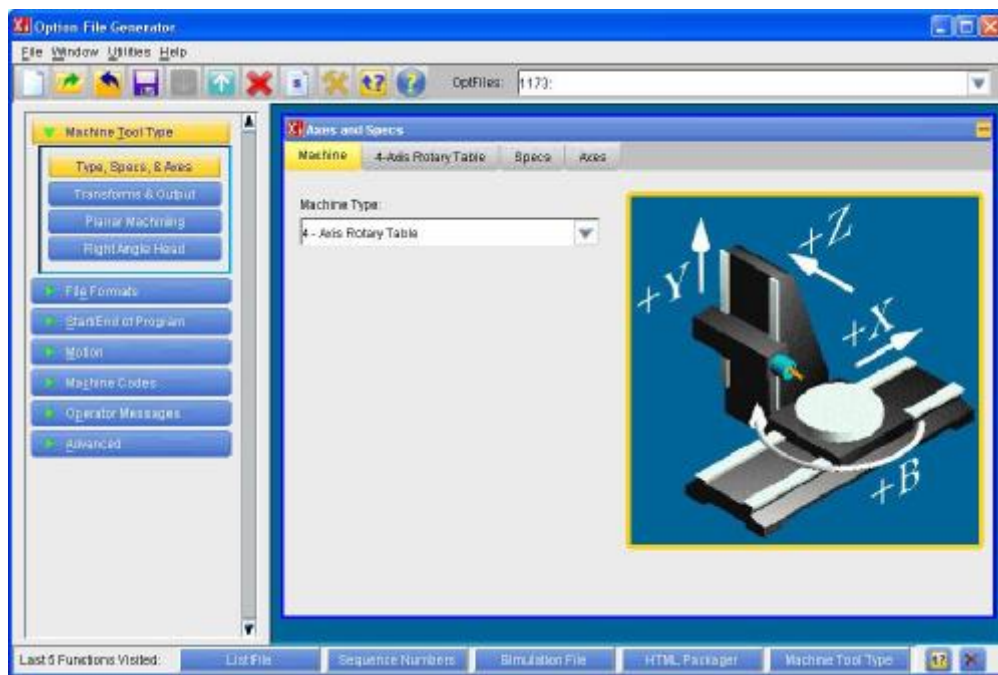 Option File Generator
File Window Utilities Help
OptFiles: 1173:
Machine Tool Type
Type, Specs, & Axes
Transforms & Output
Planar Machining
Right Angle Head
File Formats
Start/End of Program
Motion
Machine Codes
Operator Messages
Advanced
Axes and Specs
Machine 4-Axis Rotary Table Specs Axes
Machine Type:
4 - Axis Rotary Table
+Y
+Z
+X
+B
Last 5 Functions Visited: List File Sequence Numbers Simulation File HTML Packager Machine Tool Type